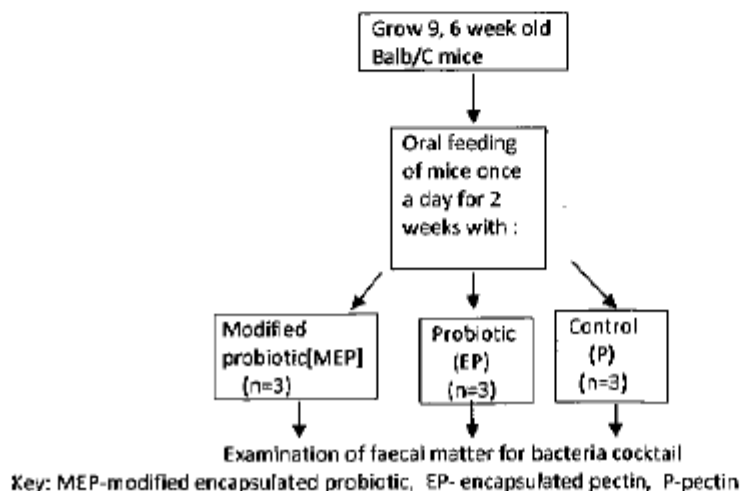 Grow 9, 6 week old
Balb/C mice
Oral feeding
of mice once
a day for 2
weeks with :
Modified
probiotic[MEP]
(n=3)
Probiotic
(EP)
(n=3)
Control
(P)
(n=3)
Examination of faecal matter for bacteria cocktail
Key: MEP-modified encapsulated probiotic, EP- encapsulated pectin, P-pectin